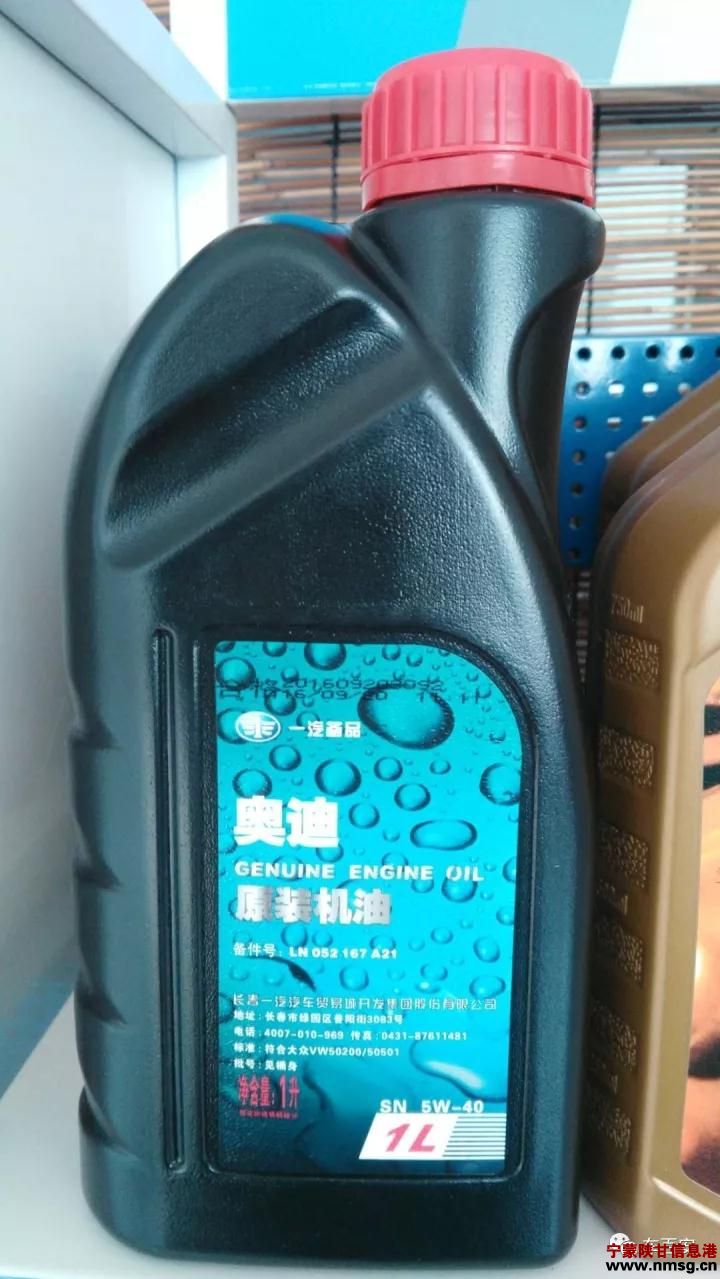 一汽备品
奥迪
GENUINE ENGINE OIL
原装机油
备件号：LN 052 167 A21
长春一汽汽车贸易城开发集团股份有限公司
地址：长春市绿园区普阳街3083号
电话：4007-010-969 传真：0431-87611481
标准：符合大众VW50200/50501
批号：见桶身
净含量：1升
SN 5W-40
1L
750ml
宁蒙陕甘信息港
www.nmsg.cn